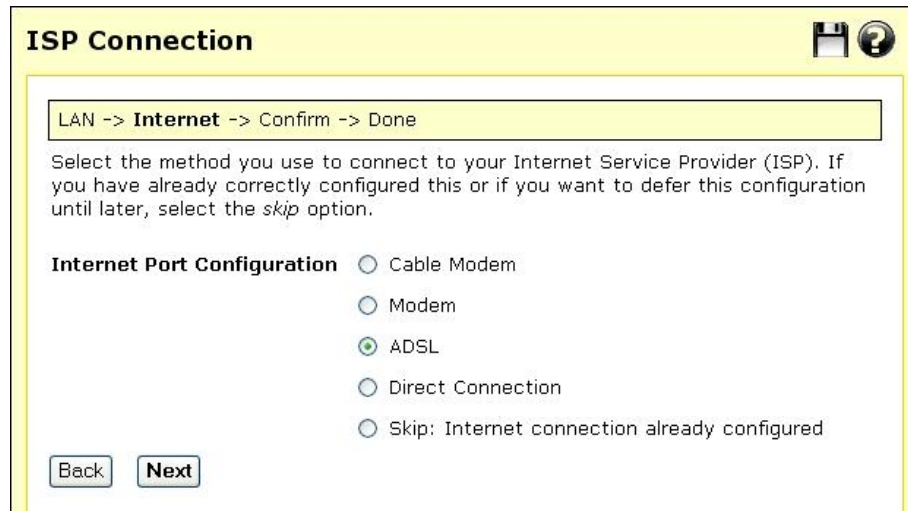 ISP Connection
LAN -> Internet -> Confirm -> Done
Select the method you use to connect to your Internet Service Provider (ISP). If
you have already correctly configured this or if you want to defer this configuration
until later, select the skip option.
Internet Port Configuration
Cable Modem
Modem
ADSL
Direct Connection
Skip: Internet connection already configured
Back
Next